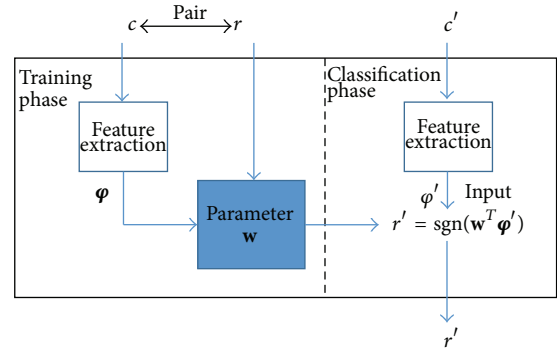 Pair
c r
c′
Training
phase
Classification
phase
Feature
extraction
Feature
extraction
φ
φ′ Input
Parameter
w
r′ = sgn(w^T φ′)
r′